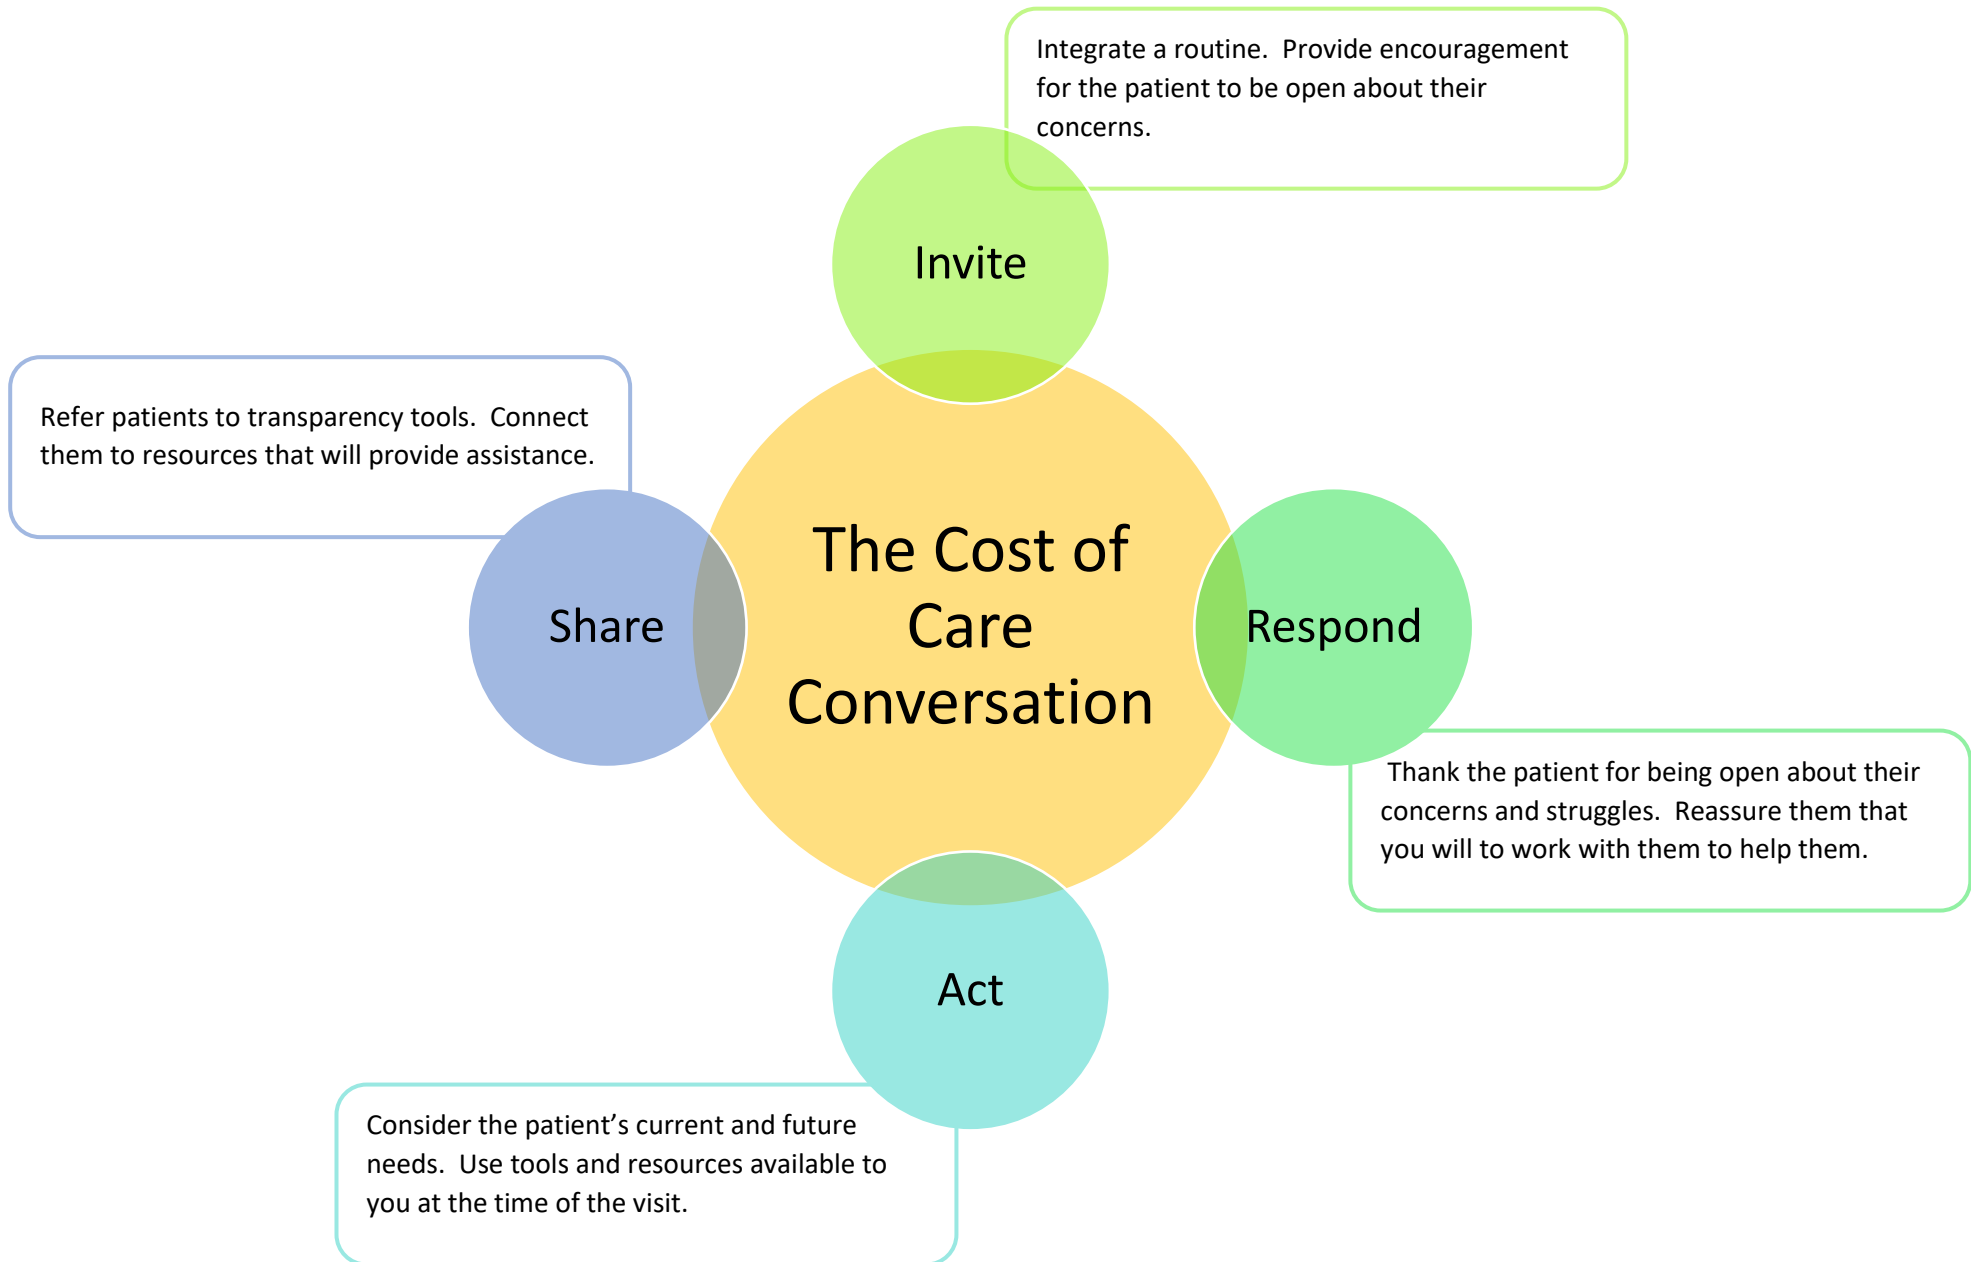 Integrate a routine.  Provide encouragement
for the patient to be open about their
concerns.
Invite
Refer patients to transparency tools.  Connect
them to resources that will provide assistance.
Share
The Cost of
Care
Conversation
Respond
Thank the patient for being open about their
concerns and struggles.  Reassure them that
you will to work with them to help them.
Act
Consider the patient’s current and future
needs.  Use tools and resources available to
you at the time of the visit.